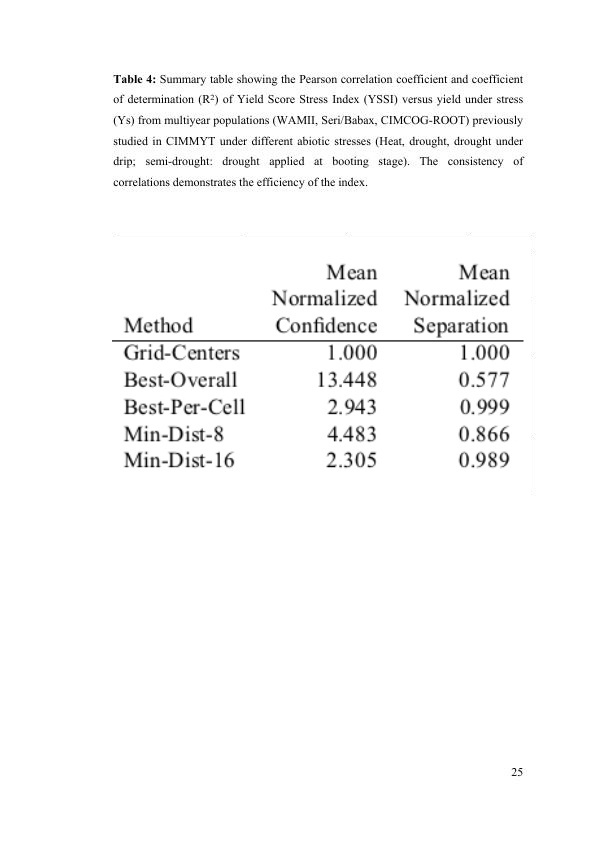 Table 4: Summary table showing the Pearson correlation coefficient and coefficient
of determination (R²) of Yield Score Stress Index (YSSI) versus yield under stress
(Ys) from multiyear populations (WAMII, Seri/Babax, CIMCOG-ROOT) previously
studied in CIMMYT under different abiotic stresses (Heat, drought, drought under
drip; semi-drought: drought applied at booting stage). The consistency of
correlations demonstrates the efficiency of the index.
Mean Mean
Normalized Normalized
Method Confidence Separation
Grid-Centers 1.000 1.000
Best-Overall 13.448 0.577
Best-Per-Cell 2.943 0.999
Min-Dist-8 4.483 0.866
Min-Dist-16 2.305 0.989
25